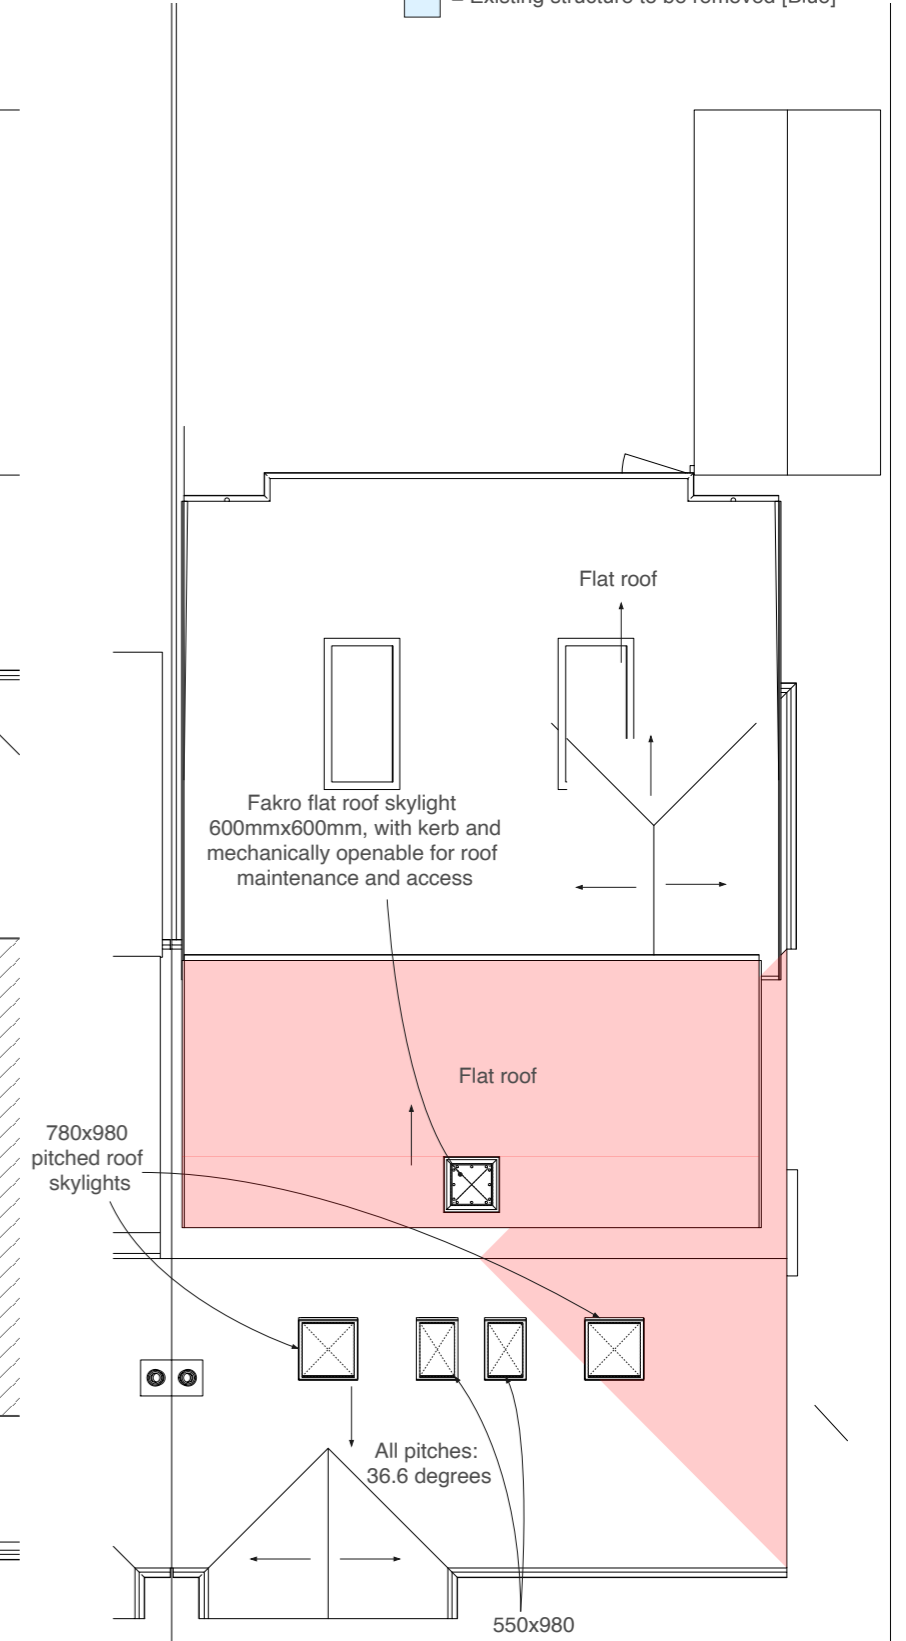 = Existing structure to be removed [Blue]
Flat roof
Fakro flat roof skylight
600mmx600mm, with kerb and
mechanically openable for roof
maintenance and access
Flat roof
780x980
pitched roof
skylights
All pitches:
36.6 degrees
550x980